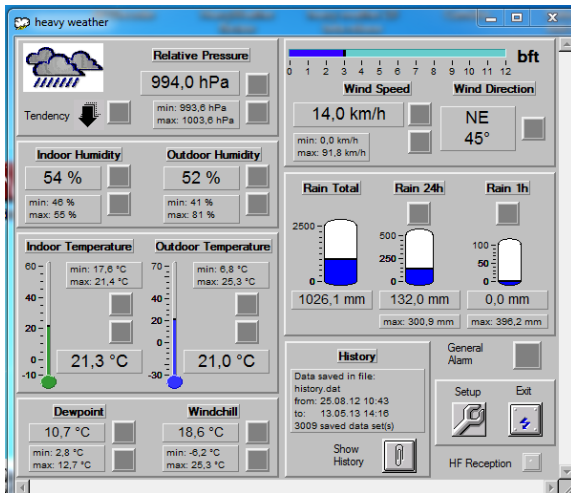 heavy weather
Relative Pressure
994,0 hPa
Tendency
min: 993,6 hPa
max: 1003,6 hPa
bft
0 1 2 3 4 5 6 7 8 9 10 11 12
Wind Speed
Wind Direction
14,0 km/h
NE
45°
min: 0,0 km/h
max: 91,8 km/h
Indoor Humidity
Outdoor Humidity
54 %
52 %
min: 46 %
max: 55 %
min: 41 %
max: 81 %
Rain Total
Rain 24h
Rain 1h
2500
0
500
250
0
100
50
0
1026,1 mm
132,0 mm
0,0 mm
max: 300,9 mm
max: 396,2 mm
Indoor Temperature
Outdoor Temperature
60
40
20
0
-10
min: 17,6 °C
max: 21,4 °C
21,3 °C
70
40
20
0
-30
min: 6,8 °C
max: 25,3 °C
21,0 °C
History
Data saved in file:
history.dat
from: 25.08.12 10:43
to: 13.05.13 14:16
3009 saved data set(s)
Show
History
General
Alarm
Setup
Exit
HF Reception
Dewpoint
Windchill
10,7 °C
18,6 °C
min: 2,8 °C
max: 12,7 °C
min: -6,2 °C
max: 25,3 °C